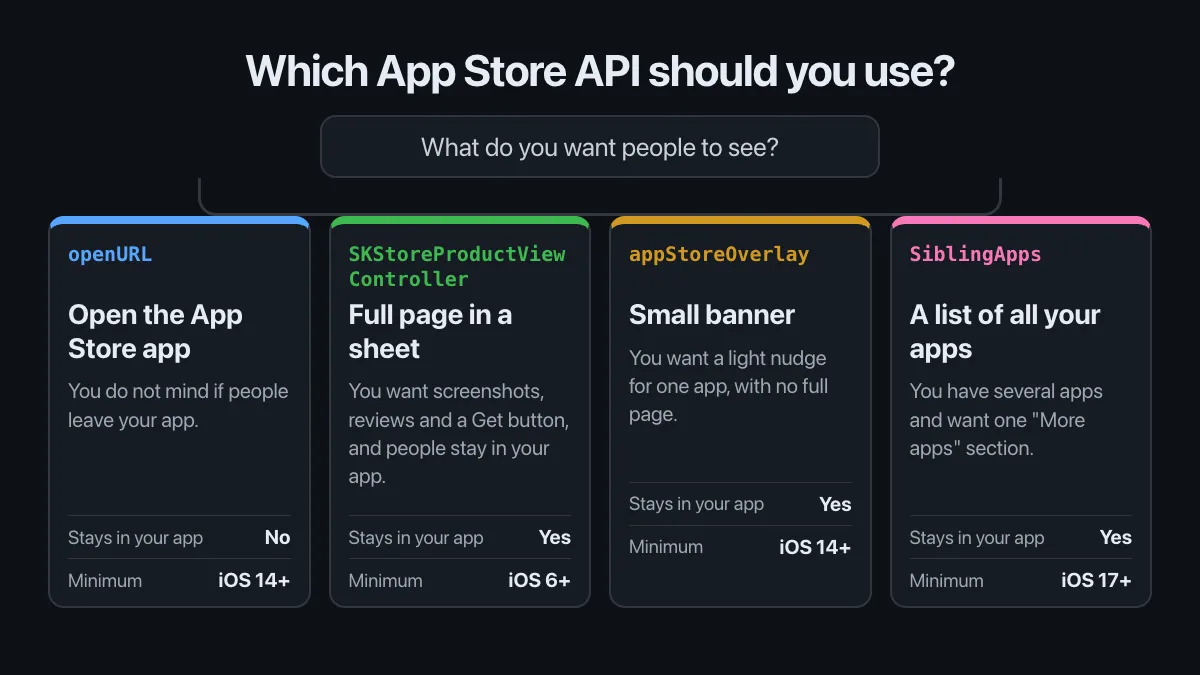 Which App Store API should you use?
What do you want people to see?
openURL
Open the App
Store app
You do not mind if people
leave your app.
Stays in your app No
Minimum iOS 14+
SKStoreProductView
Controller
Full page in a
sheet
You want screenshots,
reviews and a Get button,
and people stay in your
app.
Stays in your app Yes
Minimum iOS 6+
appStoreOverlay
Small banner
You want a light nudge
for one app, with no full
page.
Stays in your app Yes
Minimum iOS 14+
SiblingApps
A list of all your
apps
You have several apps
and want one "More
apps" section.
Stays in your app Yes
Minimum iOS 17+